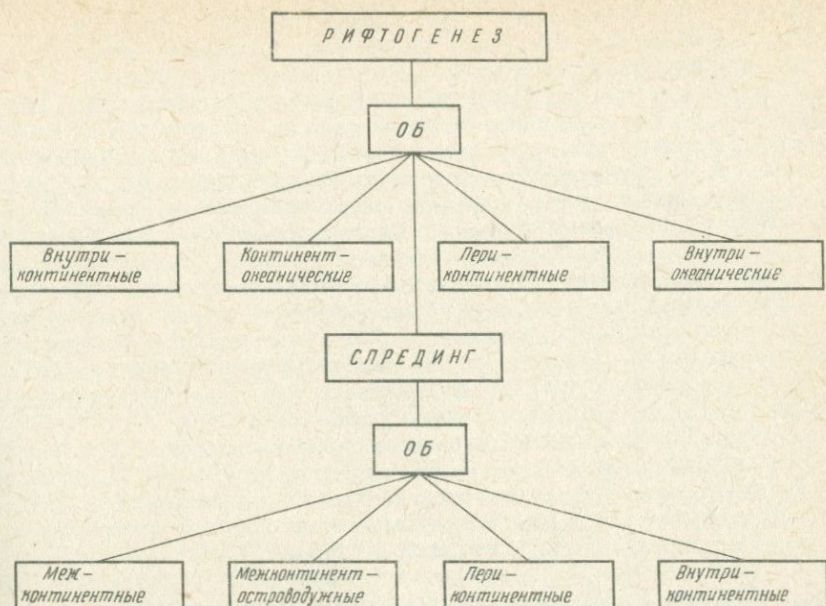 РИФТОГЕНЕЗ
ОБ
Внутри–
континентные
Континент–
океанические
Пери–
континентные
Внутри–
океанические
СПРЕДИНГ
ОБ
Меж–
континентные
Межконтинент–
островодужные
Пери–
континентные
Внутри–
континентные